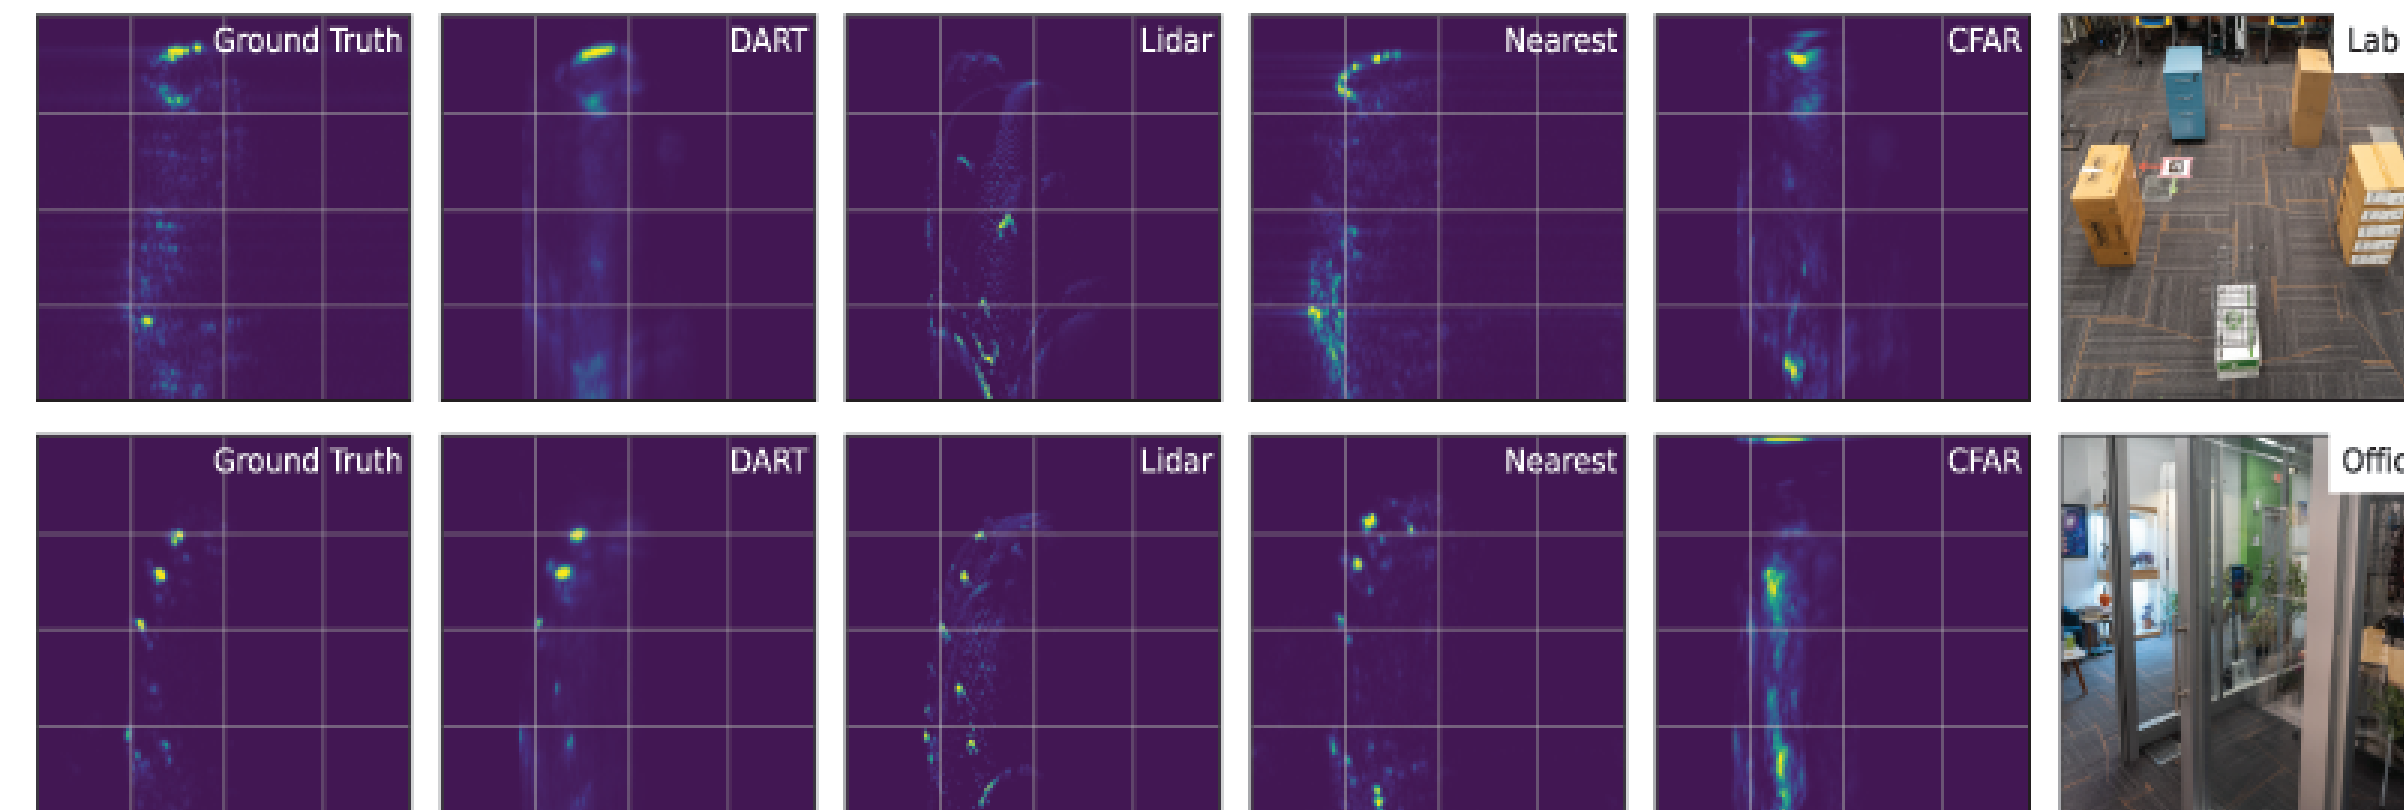 Ground Truth
DART
Lidar
Nearest
CFAR
Lab
Ground Truth
DART
Lidar
Nearest
CFAR
Offic